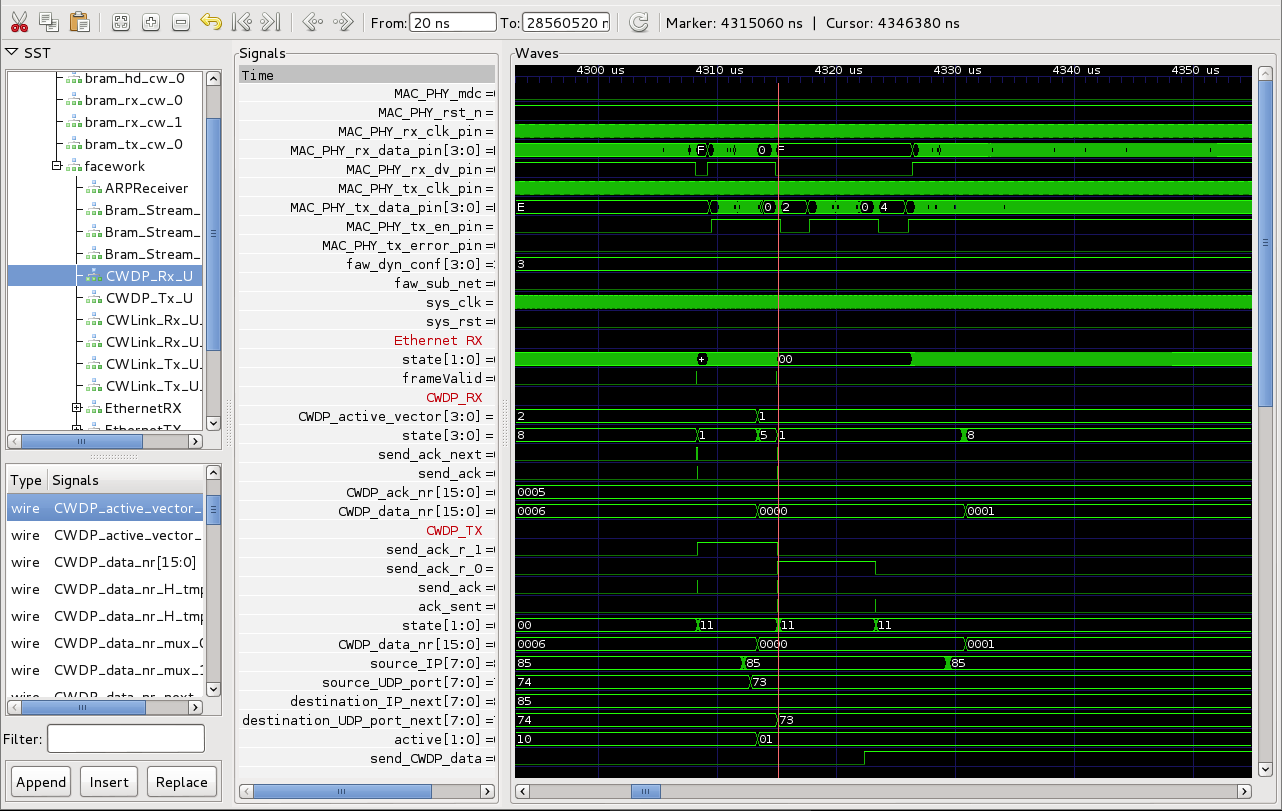 From: 20 ns To: 28560520 n Marker: 4315060 ns | Cursor: 4346380 ns
SST
bram_hd_cw_0
bram_rx_cw_0
bram_rx_cw_1
bram_tx_cw_0
facework
ARPReceiver
Bram_Stream_
Bram_Stream_
Bram_Stream_
CWDP_Rx_U
CWDP_Tx_U
CWLink_Rx_U_
CWLink_Rx_U_
CWLink_Tx_U_
CWLink_Tx_U_
EthernetRX
EthernetTX
Type Signals
wire CWDP_active_vector_
wire CWDP_active_vector_
wire CWDP_data_nr[15:0]
wire CWDP_data_nr_H_tmp
wire CWDP_data_nr_H_tmp
wire CWDP_data_nr_mux_0
wire CWDP_data_nr_mux_1
wire CWDP_data_nr_next
Filter:
Append Insert Replace
Signals
Time
MAC_PHY_mdc =
MAC_PHY_rst_n =
MAC_PHY_rx_clk_pin =
MAC_PHY_rx_data_pin[3:0] =
MAC_PHY_rx_dv_pin =
MAC_PHY_tx_clk_pin =
MAC_PHY_tx_data_pin[3:0] =
MAC_PHY_tx_en_pin =
MAC_PHY_tx_error_pin =
faw_dyn_conf[3:0] =
faw_sub_net =
sys_clk =
sys_rst =
Ethernet RX
state[1:0] =
frameValid =
CWDP_RX
CWDP_active_vector[3:0] =
state[3:0] =
send_ack_next =
send_ack =
CWDP_ack_nr[15:0] =
CWDP_data_nr[15:0] =
CWDP_TX
send_ack_r_1 =
send_ack_r_0 =
send_ack =
ack_sent =
state[1:0] =
CWDP_data_nr[15:0] =
source_IP[7:0] =
source_UDP_port[7:0] =
destination_IP_next[7:0] =
destination_UDP_port_next[7:0] =
active[1:0] =
send_CWDP_data =
Waves
4300 us 4310 us 4320 us 4330 us 4340 us 4350 us
F 0 F
E 0 2 0 4
3
+ 00
2 1
8 1 5 1 8
0005
0006 0000 0001
00 11 11 11
0006 0000 0001
85 85 85
74 73
85
74 73
10 01